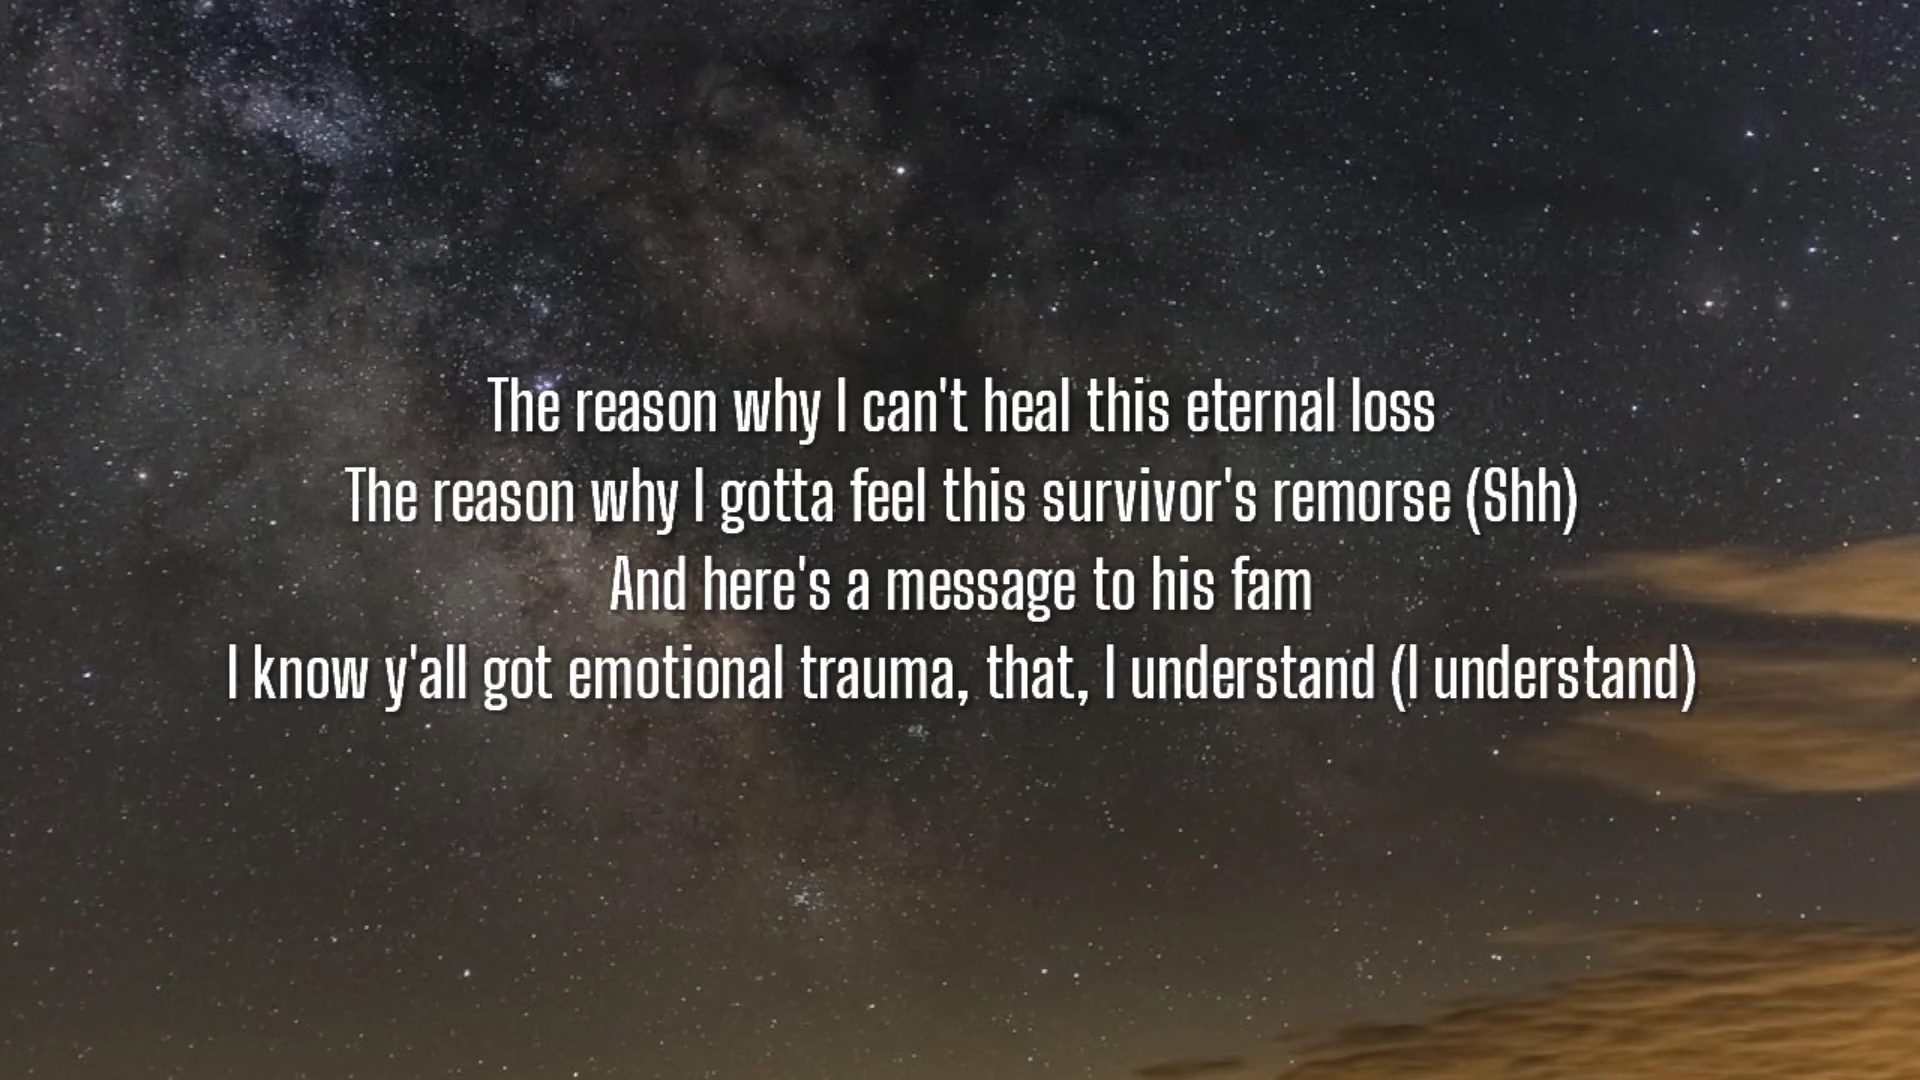 The reason why I can't heal this eternal loss
The reason why I gotta feel this survivor's remorse (Shh)
And here's a message to his fam
I know y'all got emotional trauma, that, I understand (I understand)